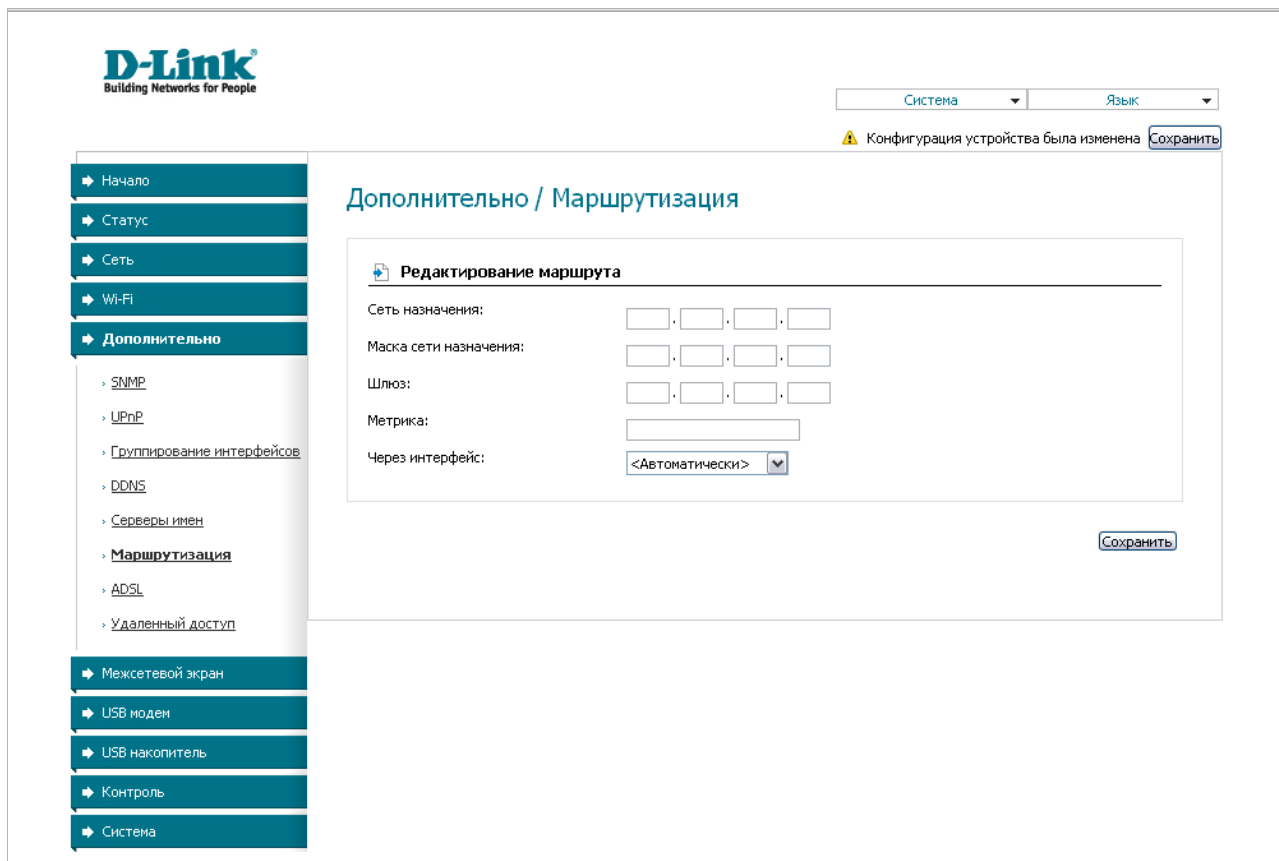 D-Link®
Building Networks for People
Система
Язык
Конфигурация устройства была изменена Сохранить
Начало
Статус
Сеть
Wi-Fi
Дополнительно
SNMP
UPnP
Группирование интерфейсов
DDNS
Серверы имен
Маршрутизация
ADSL
Удаленный доступ
Межсетевой экран
USB модем
USB накопитель
Контроль
Система
Дополнительно / Маршрутизация
Редактирование маршрута
Сеть назначения:
Маска сети назначения:
Шлюз:
Метрика:
Через интерфейс:
<Автоматически>
Сохранить